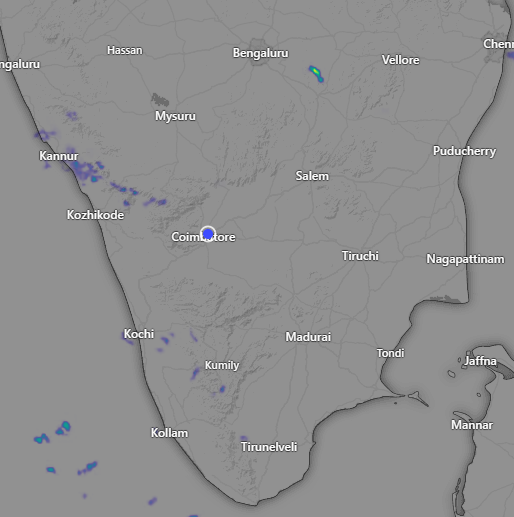 Hassan
Bengaluru
Vellore
Chenn
ngaluru
Mysuru
Kannur
Puducherry
Salem
Kozhikode
Coimbatore
Tiruchi
Nagapattinam
Kochi
Madurai
Tondi
Jaffna
Kumily
Mannar
Kollam
Tirunelveli